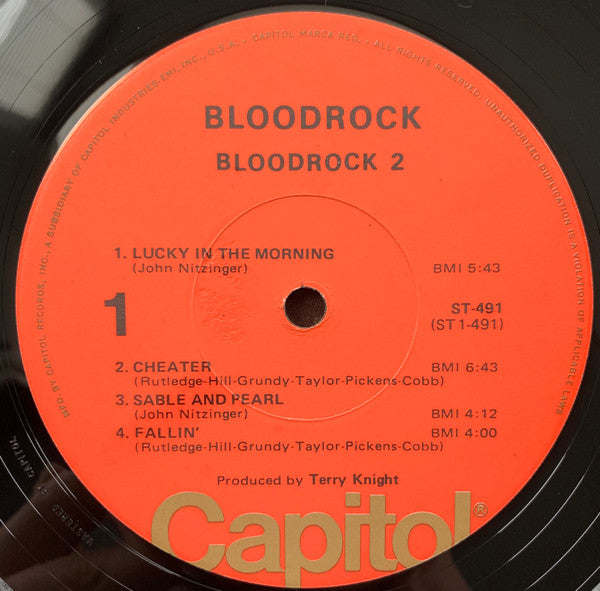 MFD. BY CAPITOL RECORDS, INC., A SUBSIDIARY OF CAPITOL INDUSTRIES-EMI, INC., U.S.A. · CAPITOL MARCA REG. · ALL RIGHTS RESERVED · UNAUTHORIZED DUPLICATION IS A VIOLATION OF APPLICABLE LAWS
BLOODROCK
BLOODROCK 2
1. LUCKY IN THE MORNING
(John Nitzinger) BMI 5:43
1 ST-491
(ST1-491)
2. CHEATER BMI 6:43
(Rutledge-Hill-Grundy-Taylor-Pickens-Cobb)
3. SABLE AND PEARL
(John Nitzinger) BMI 4:12
4. FALLIN' BMI 4:00
(Rutledge-Hill-Grundy-Taylor-Pickens-Cobb)
Produced by Terry Knight
Capitol®
MASTERED BY CAPITOL